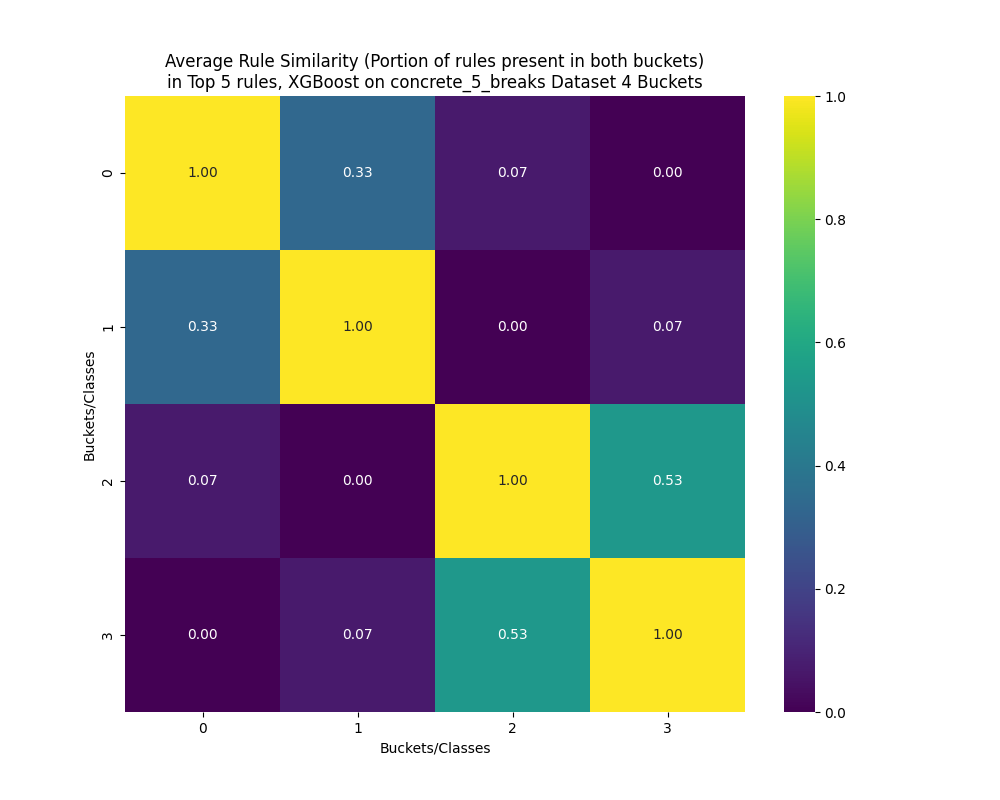 Average Rule Similarity (Portion of rules present in both buckets)
in Top 5 rules, XGBoost on concrete_5_breaks Dataset 4 Buckets
0 1.00 0.33 0.07 0.00
1 0.33 1.00 0.00 0.07
2 0.07 0.00 1.00 0.53
3 0.00 0.07 0.53 1.00
0 1 2 3
Buckets/Classes
Buckets/Classes
1.0
0.8
0.6
0.4
0.2
0.0